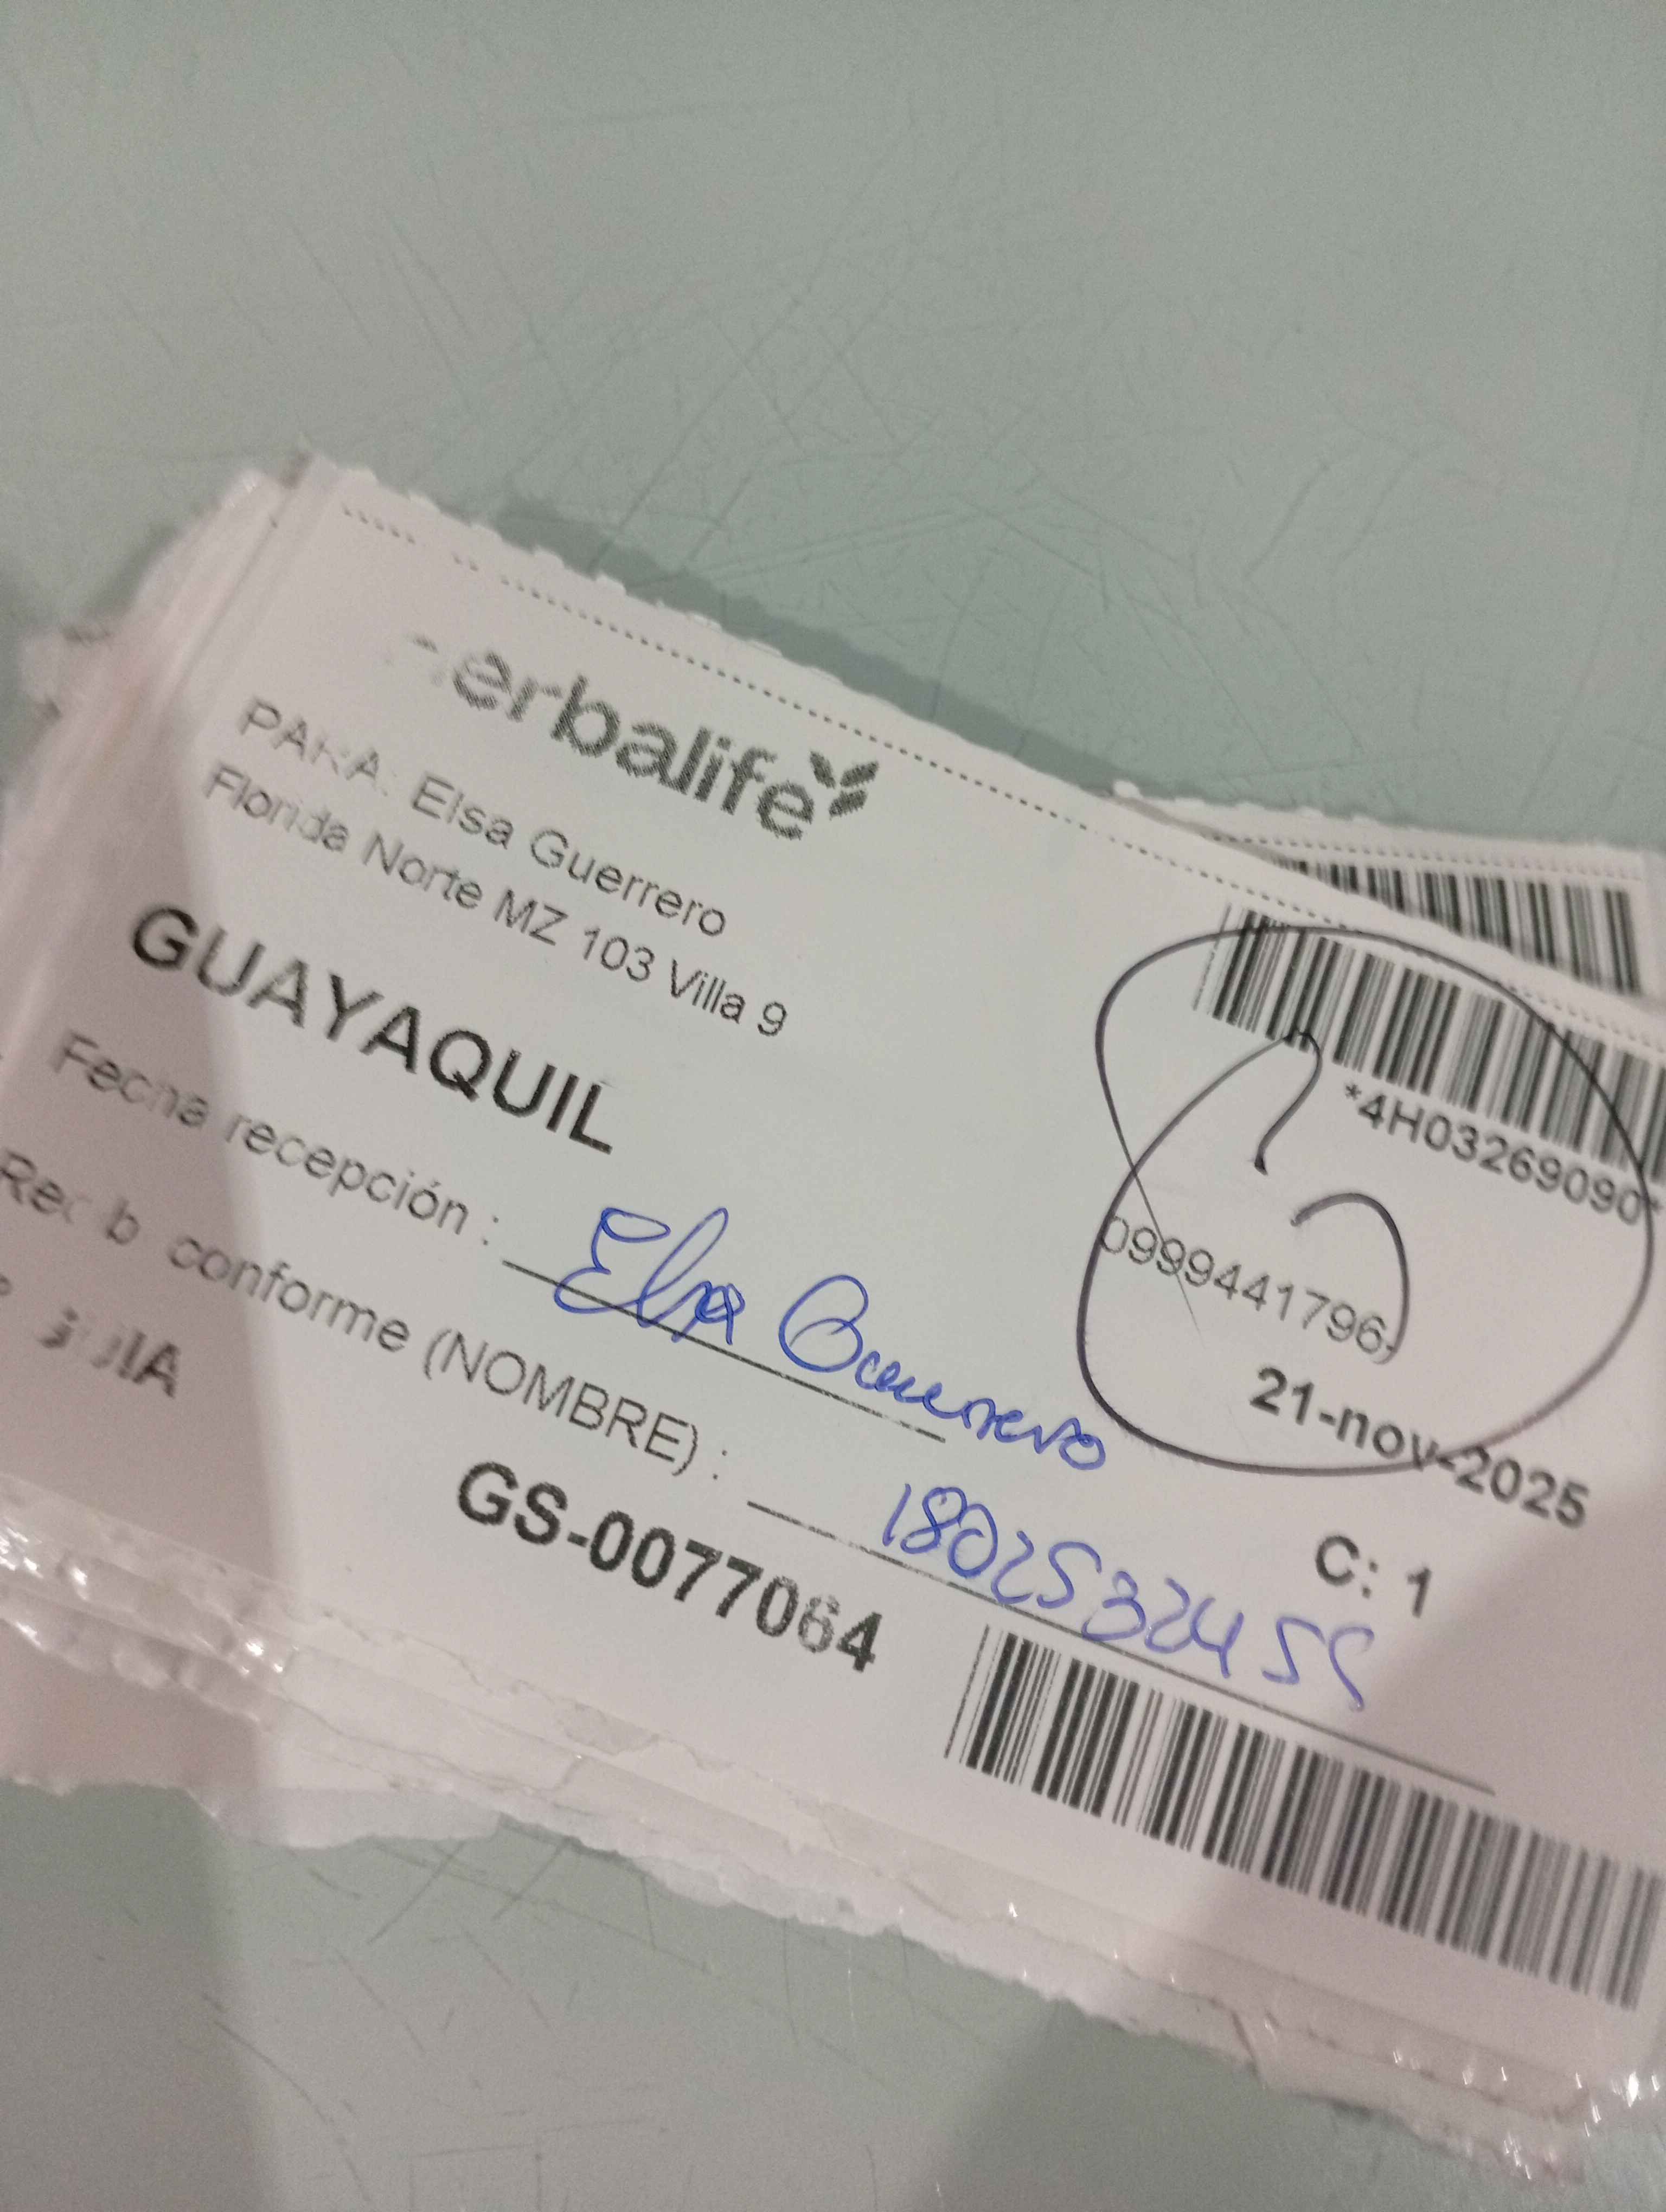 erbalife
PARA: Elsa Guerrero
Florida Norte MZ 103 Villa 9
GUAYAQUIL
*4H03269090*
0999441796
21-nov-2025
Fecha recepción : Elsa Guerrero
C: 1
conforme (NOMBRE) : 1802532455
GS-0077064